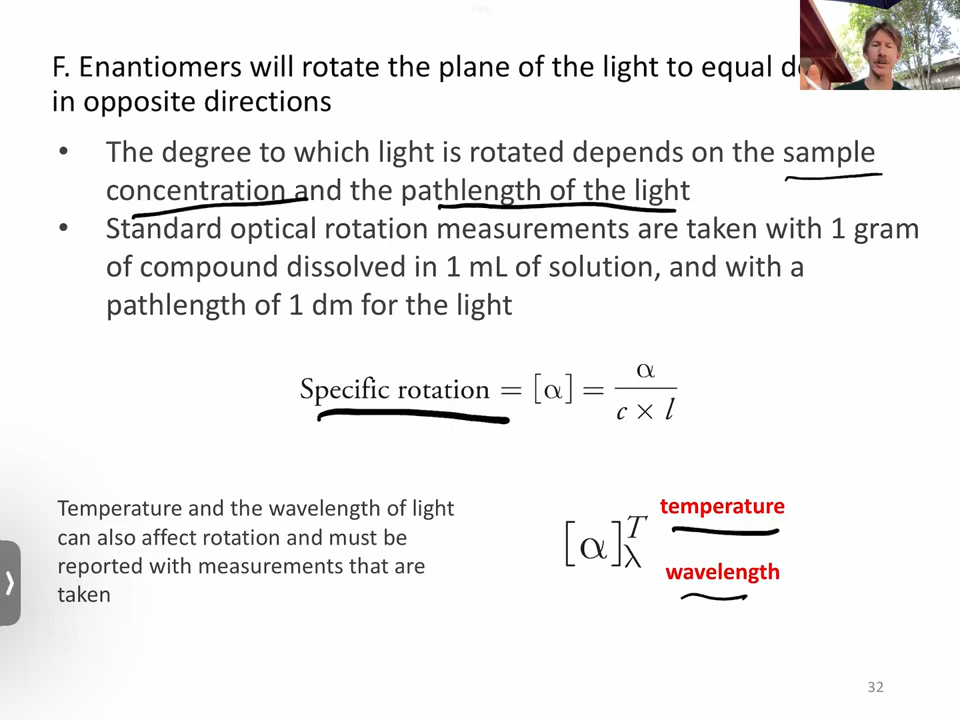 F. Enantiomers will rotate the plane of the light to equal
in opposite directions
• The degree to which light is rotated depends on the sample
concentration and the pathlength of the light
• Standard optical rotation measurements are taken with 1 gram
of compound dissolved in 1 mL of solution, and with a
pathlength of 1 dm for the light
Specific rotation = [α] = α / c × l
Temperature and the wavelength of light
can also affect rotation and must be
reported with measurements that are
taken
[α]Tλ
temperature
wavelength
32